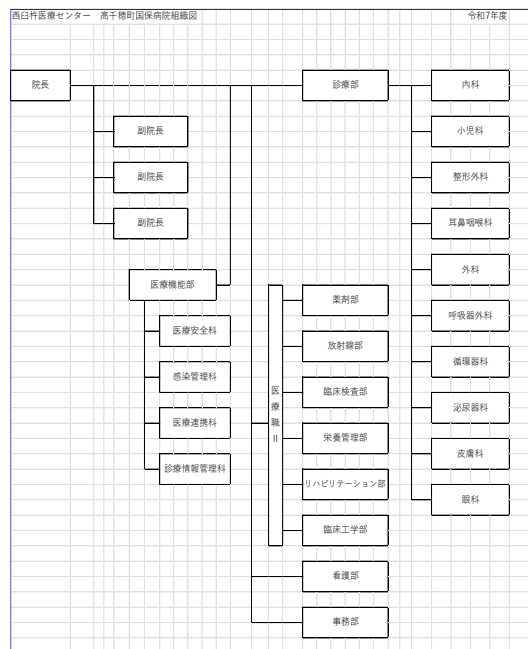 西臼杵医療センター　高千穂町国保病院組織図
令和7年度
院長
診療部
内科
副院長
小児科
副院長
整形外科
副院長
耳鼻咽喉科
医療機能部
外科
薬剤部
医療安全科
呼吸器外科
放射線部
感染管理科
循環器科
医療職Ⅱ
臨床検査部
医療連携科
泌尿器科
栄養管理部
診療情報管理科
皮膚科
リハビリテーション部
眼科
臨床工学部
看護部
事務部